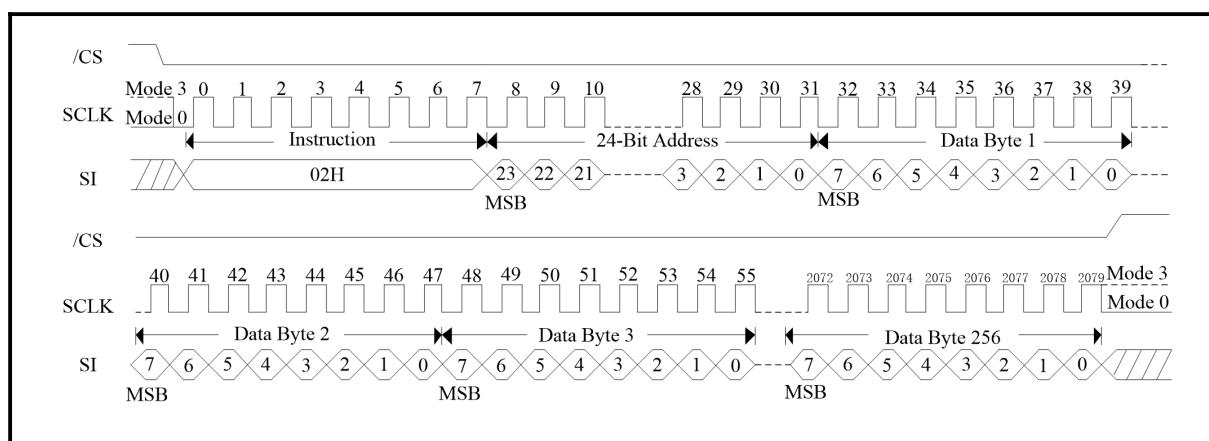 /CS
Mode 3 0 1 2 3 4 5 6 7 8 9 10 28 29 30 31 32 33 34 35 36 37 38 39
SCLK Mode 0
Instruction 24-Bit Address Data Byte 1
SI 02H 23 22 21 3 2 1 0 7 6 5 4 3 2 1 0
MSB MSB
/CS
40 41 42 43 44 45 46 47 48 49 50 51 52 53 54 55 2072 2073 2074 2075 2076 2077 2078 2079 Mode 3
SCLK Mode 0
Data Byte 2 Data Byte 3 Data Byte 256
SI 7 6 5 4 3 2 1 0 7 6 5 4 3 2 1 0 7 6 5 4 3 2 1 0
MSB MSB MSB